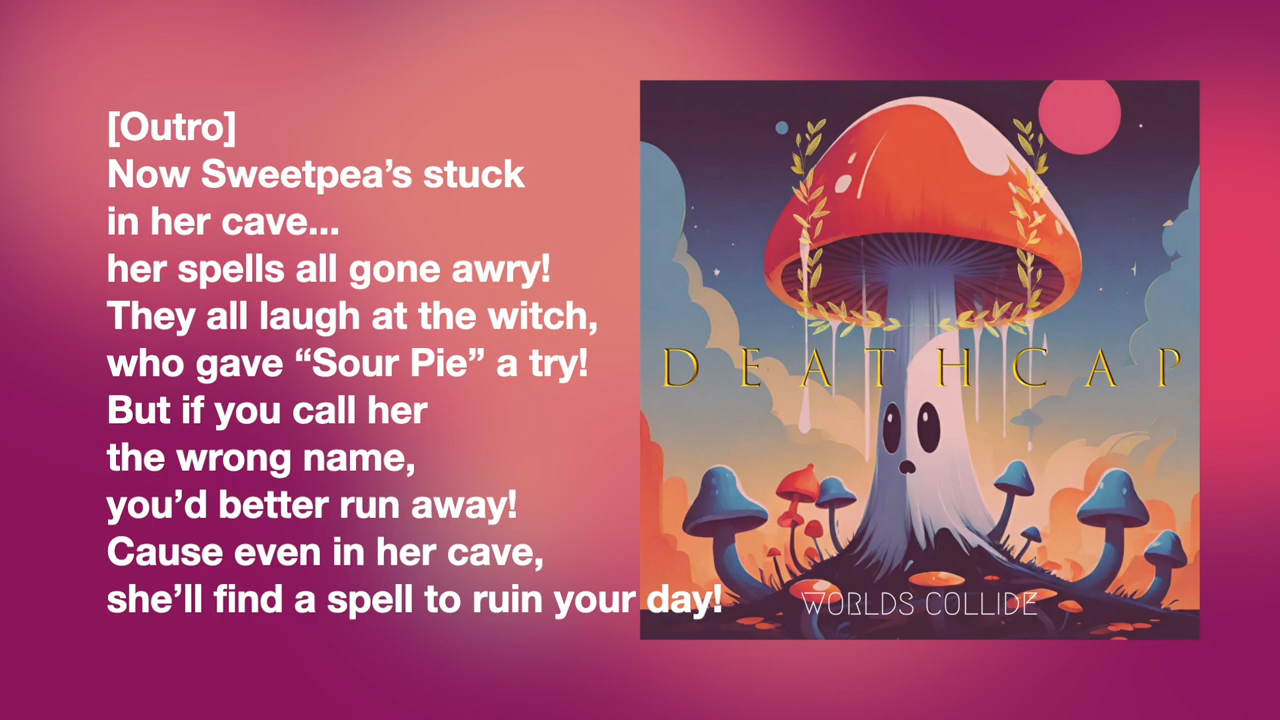 [Outro]
Now Sweetpea’s stuck
in her cave...
her spells all gone awry!
They all laugh at the witch,
who gave “Sour Pie” a try!
But if you call her
the wrong name,
you’d better run away!
Cause even in her cave,
she’ll find a spell to ruin your day!
DEATHCAP
WORLDS COLLIDE